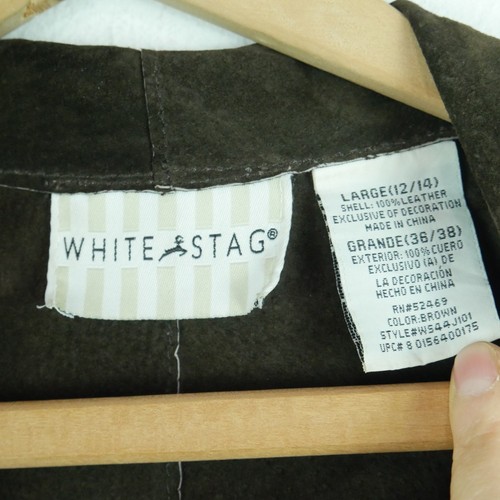 WHITE STAG®
LARGE(12/14)
SHELL: 100% LEATHER
EXCLUSIVE OF DECORATION
MADE IN CHINA
GRANDE(36/38)
EXTERIOR: 100% CUERO
EXCLUSIVO (A) DE
LA DECORACIÓN
HECHO EN CHINA
RN#52469
COLOR:BROWN
STYLE#WS44J101
UPC# 8 0156400175